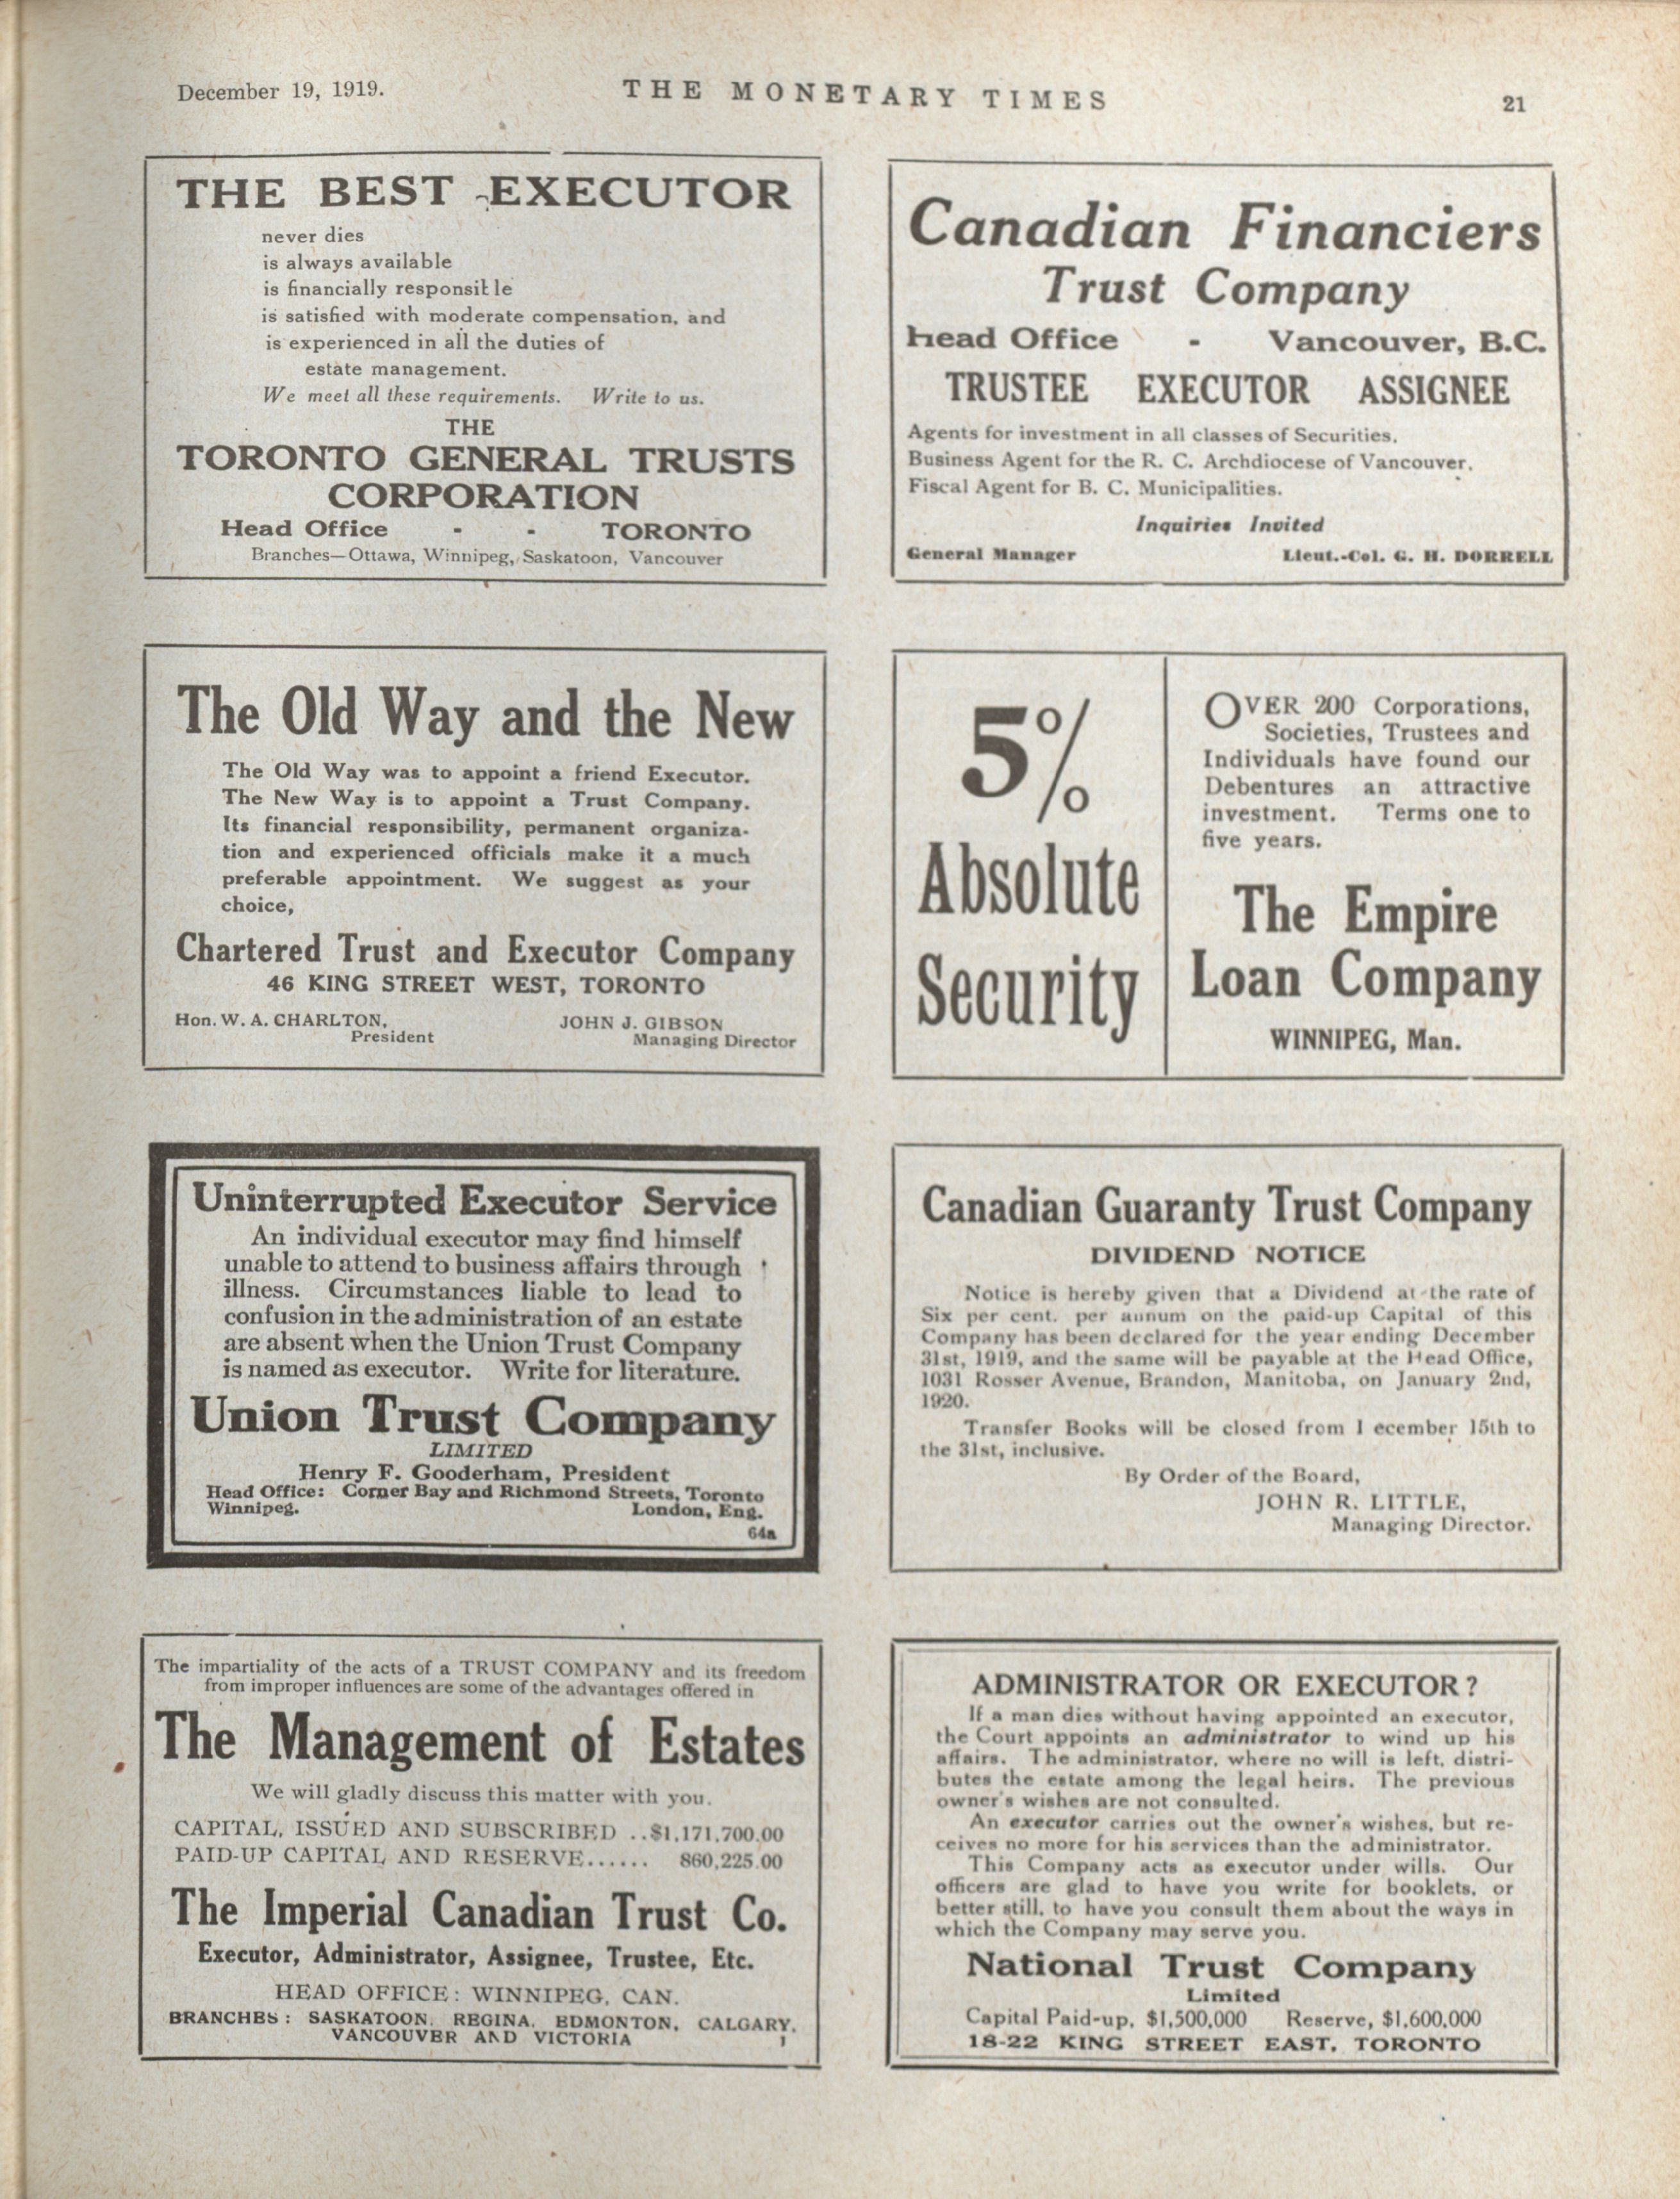 December 19, 1919.
THE MONETARY TIMES
21
THE BEST EXECUTOR
never dies
is always available
is financially responsible
is satisfied with moderate compensation, and
is experienced in all the duties of
estate management.
We meet all these requirements. Write to us.
THE
TORONTO GENERAL TRUSTS
CORPORATION
Head Office - - TORONTO
Branches—Ottawa, Winnipeg, Saskatoon, Vancouver
Canadian Financiers
Trust Company
Head Office - Vancouver, B.C.
TRUSTEE EXECUTOR ASSIGNEE
Agents for investment in all classes of Securities.
Business Agent for the R. C. Archdiocese of Vancouver.
Fiscal Agent for B. C. Municipalities.
Inquiries Invited
General Manager Lieut.-Col. G. H. DORRELL
The Old Way and the New
The Old Way was to appoint a friend Executor.
The New Way is to appoint a Trust Company.
Its financial responsibility, permanent organiza-
tion and experienced officials make it a much
preferable appointment. We suggest as your
choice,
Chartered Trust and Executor Company
46 KING STREET WEST, TORONTO
Hon. W. A. CHARLTON, JOHN J. GIBSON
President Managing Director
5%
Absolute
Security
OVER 200 Corporations,
Societies, Trustees and
Individuals have found our
Debentures an attractive
investment. Terms one to
five years.
The Empire
Loan Company
WINNIPEG, Man.
Uninterrupted Executor Service
An individual executor may find himself
unable to attend to business affairs through
illness. Circumstances liable to lead to
confusion in the administration of an estate
are absent when the Union Trust Company
is named as executor. Write for literature.
Union Trust Company
LIMITED
Henry F. Gooderham, President
Head Office: Corner Bay and Richmond Streets, Toronto
Winnipeg. London, Eng.
64a
Canadian Guaranty Trust Company
DIVIDEND NOTICE
Notice is hereby given that a Dividend at the rate of
Six per cent. per annum on the paid-up Capital of this
Company has been declared for the year ending December
31st, 1919, and the same will be payable at the Head Office,
1031 Rosser Avenue, Brandon, Manitoba, on January 2nd,
1920.
Transfer Books will be closed from December 15th to
the 31st, inclusive.
By Order of the Board,
JOHN R. LITTLE,
Managing Director.
The impartiality of the acts of a TRUST COMPANY and its freedom
from improper influences are some of the advantages offered in
The Management of Estates
We will gladly discuss this matter with you.
CAPITAL, ISSUED AND SUBSCRIBED ..$1,171,700.00
PAID-UP CAPITAL AND RESERVE...... 860,225.00
The Imperial Canadian Trust Co.
Executor, Administrator, Assignee, Trustee, Etc.
HEAD OFFICE: WINNIPEG, CAN.
BRANCHES: SASKATOON, REGINA, EDMONTON, CALGARY,
VANCOUVER AND VICTORIA 1
ADMINISTRATOR OR EXECUTOR?
If a man dies without having appointed an executor,
the Court appoints an administrator to wind up his
affairs. The administrator, where no will is left, distri-
butes the estate among the legal heirs. The previous
owner's wishes are not consulted.
An executor carries out the owner's wishes, but re-
ceives no more for his services than the administrator.
This Company acts as executor under wills. Our
officers are glad to have you write for booklets, or
better still, to have you consult them about the ways in
which the Company may serve you.
National Trust Company
Limited
Capital Paid-up, $1,500,000 Reserve, $1,600,000
18-22 KING STREET EAST, TORONTO